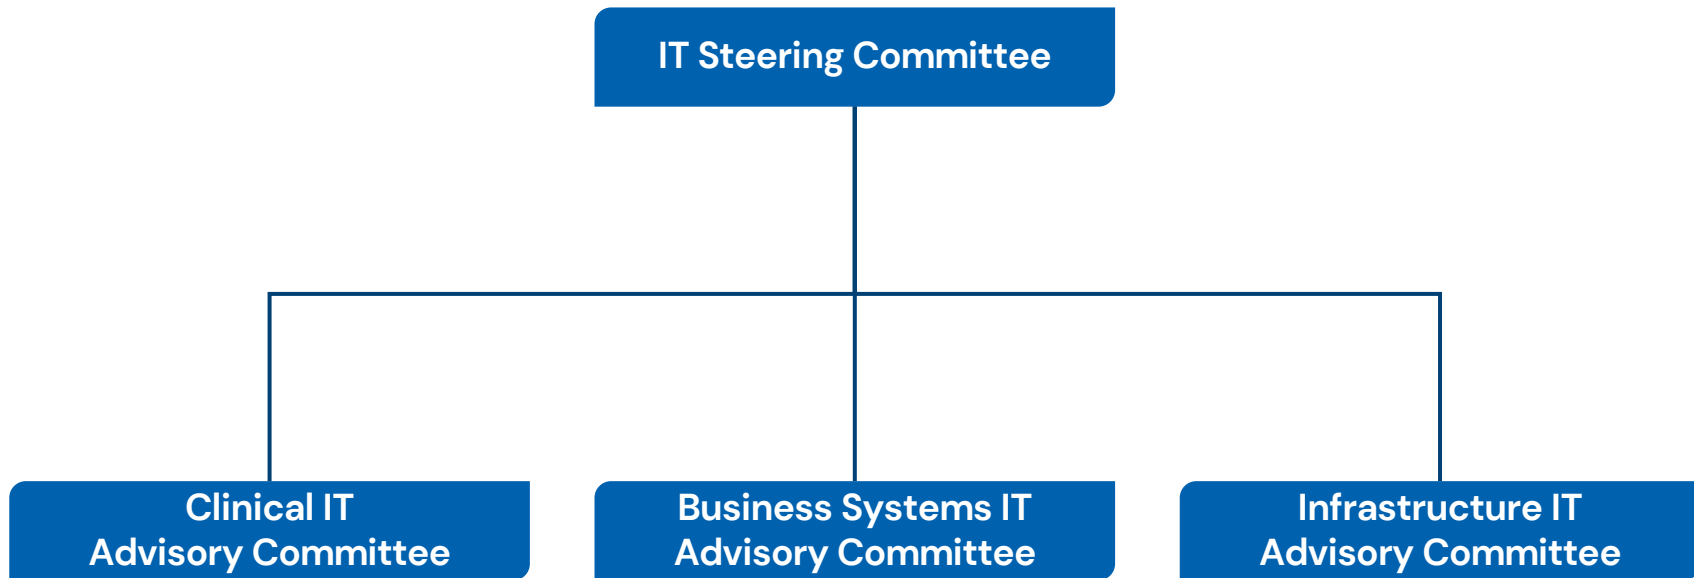 IT Steering Committee
Clinical IT
Advisory Committee
Business Systems IT
Advisory Committee
Infrastructure IT
Advisory Committee